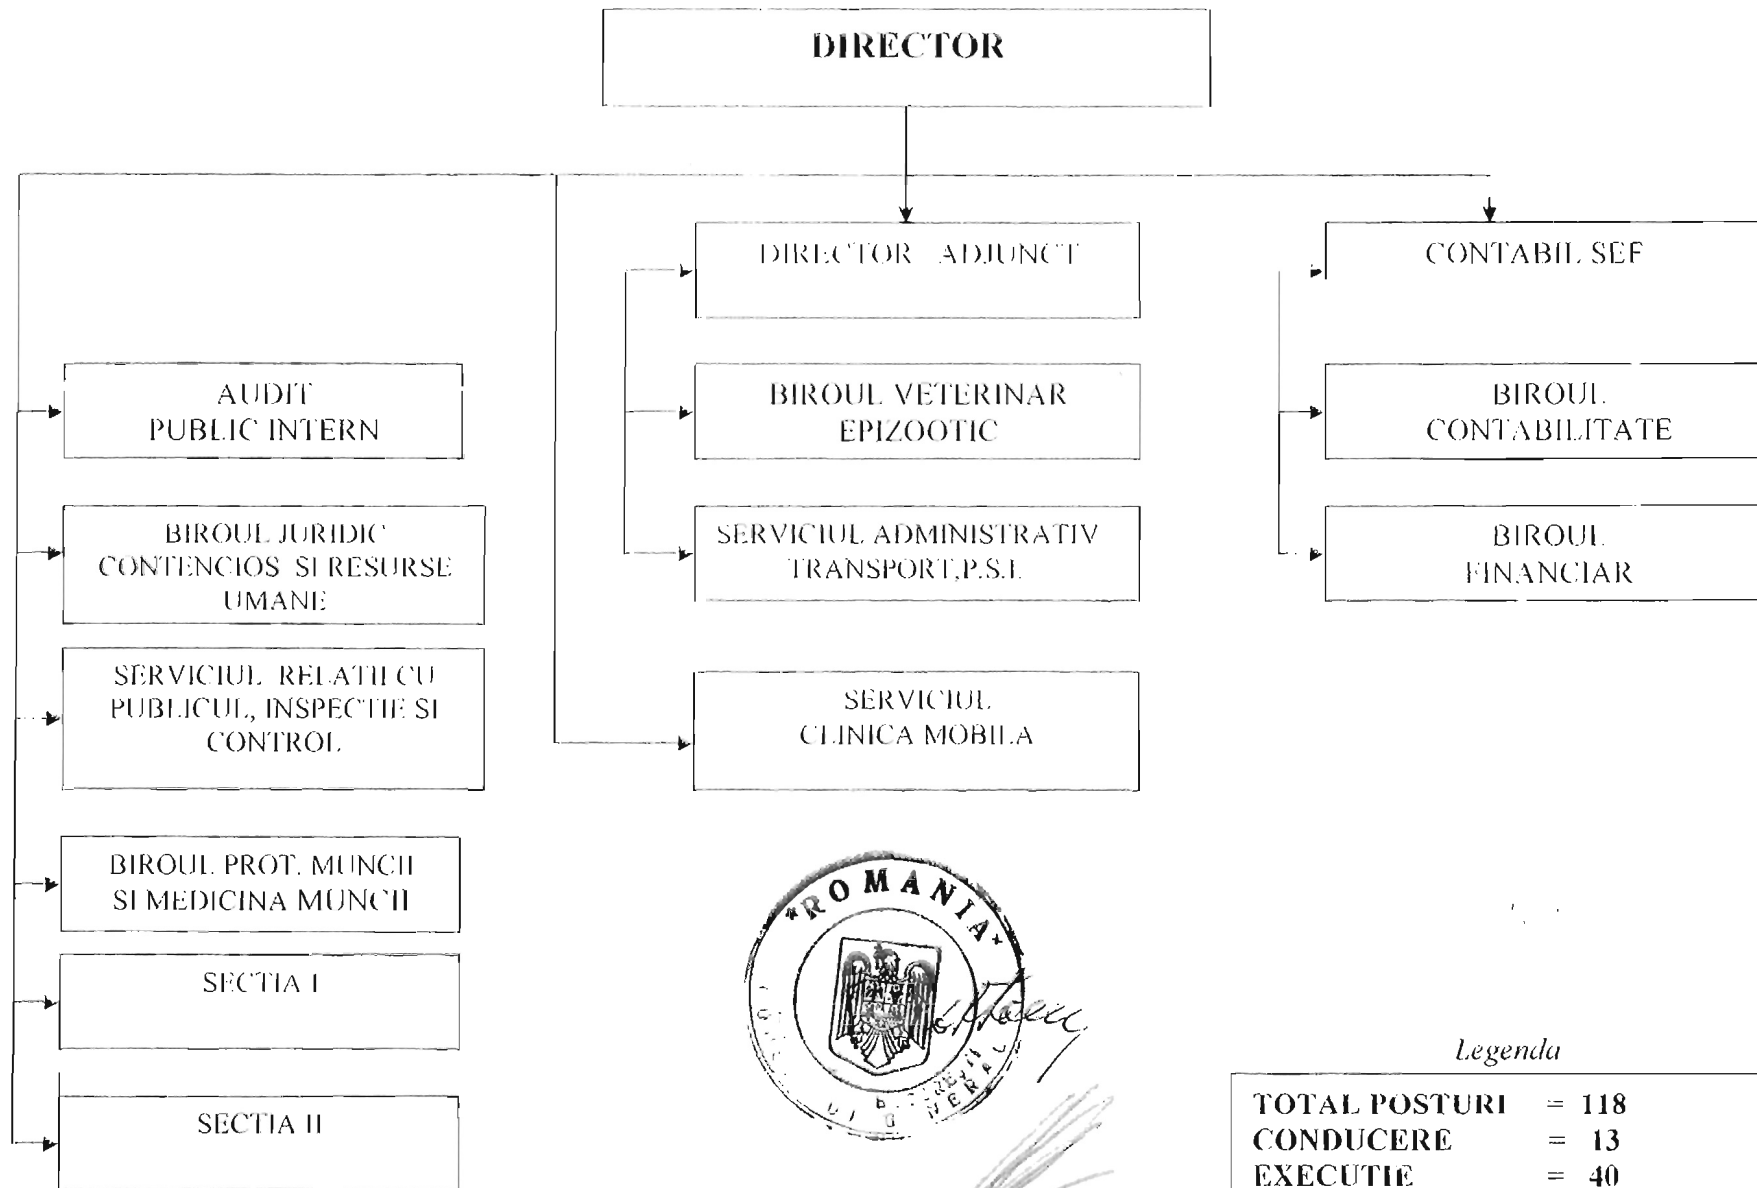 DIRECTOR
DIRECTOR ADJUNCT
CONTABIL SEF
AUDIT
PUBLIC INTERN
BIROUL VETERINAR
EPIZOOTIC
BIROUL
CONTABILITATE
BIROUL JURIDIC
CONTENCIOS SI RESURSE
UMANE
SERVICIUL ADMINISTRATIV
TRANSPORT,P.S.I.
BIROUL
FINANCIAR
SERVICIUL RELATII CU
PUBLICUL, INSPECTIE SI
CONTROL
SERVICIUL
CLINICA MOBILA
BIROUL PROT. MUNCII
SI MEDICINA MUNCII
SECTIA I
SECTIA II
*ROMANIA*
Legenda
TOTAL POSTURI = 118
CONDUCERE = 13
EXECUTIE = 40